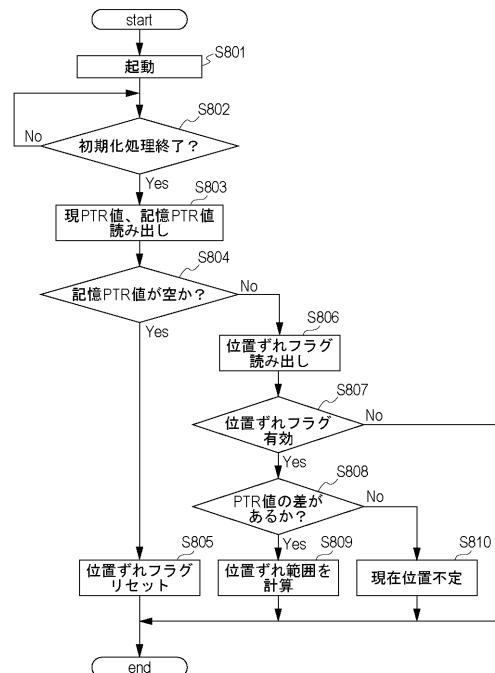 start
S801
起動
S802
No
初期化処理終了？
Yes
S803
現PTR値、記憶PTR値
読み出し
S804
記憶PTR値が空か？
No
Yes
S806
位置ずれフラグ
読み出し
S807
位置ずれフラグ
有効
No
Yes
S808
PTR値の差が
あるか？
No
Yes
S805
位置ずれフラグ
リセット
S809
位置ずれ範囲を
計算
S810
現在位置不定
end